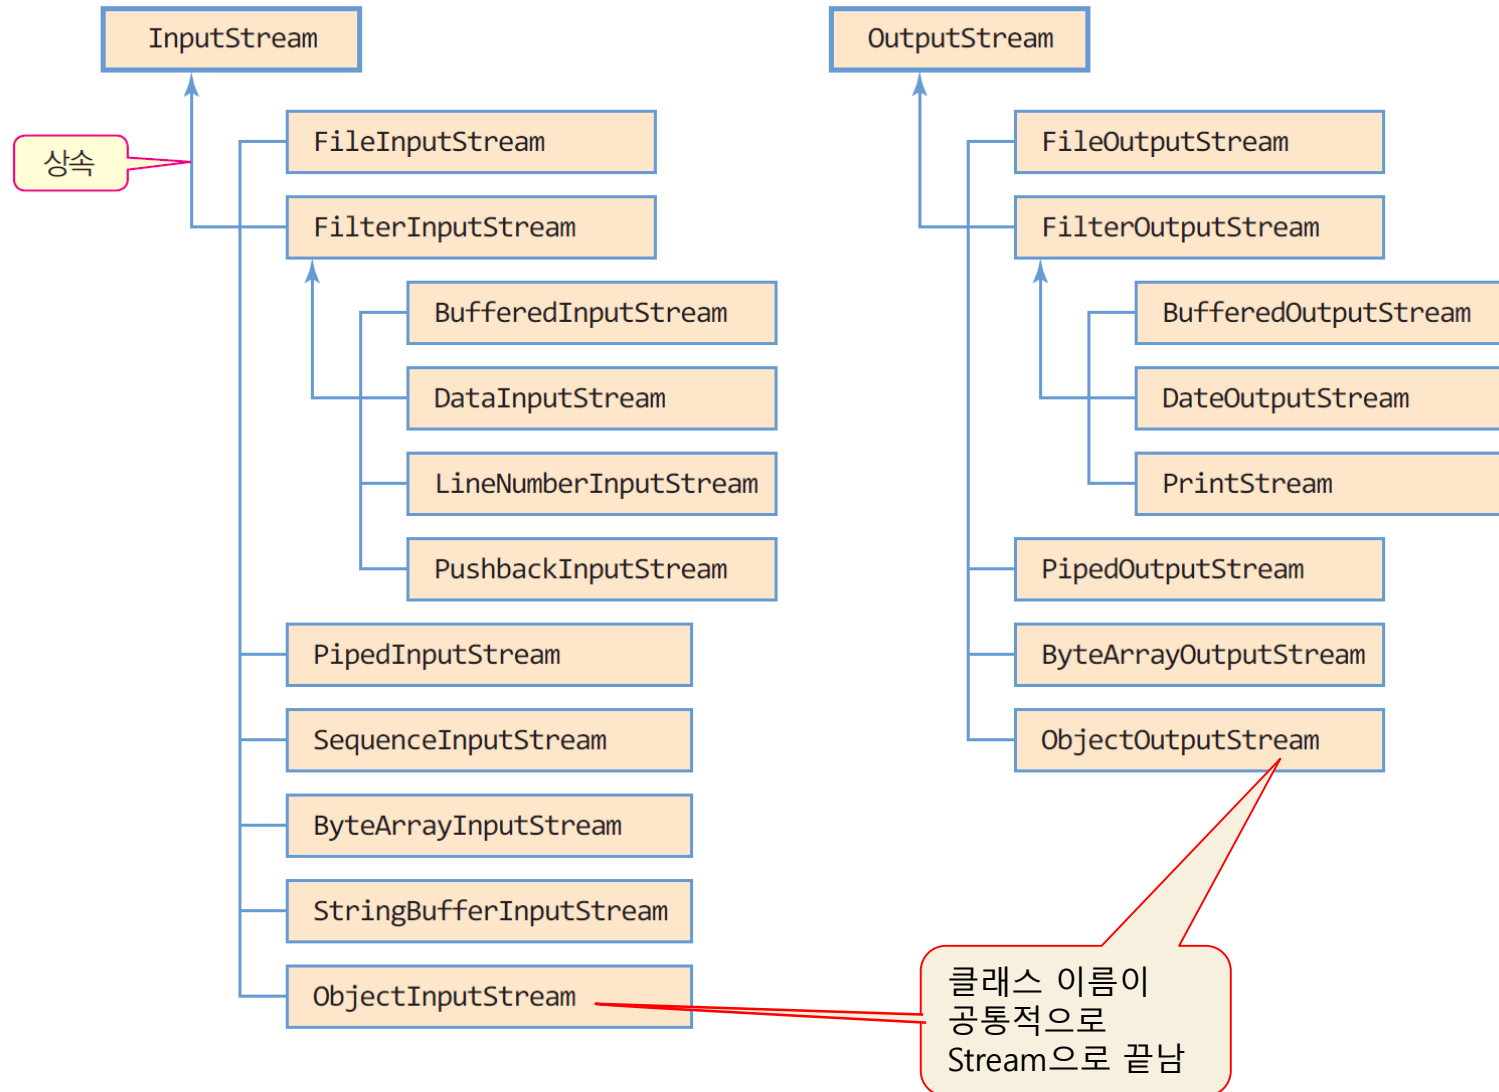 InputStream
상속
FileInputStream
FilterInputStream
BufferedInputStream
DataInputStream
LineNumberInputStream
PushbackInputStream
PipedInputStream
SequenceInputStream
ByteArrayInputStream
StringBufferInputStream
ObjectInputStream
OutputStream
FileOutputStream
FilterOutputStream
BufferedOutputStream
DateOutputStream
PrintStream
PipedOutputStream
ByteArrayOutputStream
ObjectOutputStream
클래스 이름이
공통적으로
Stream으로 끝남